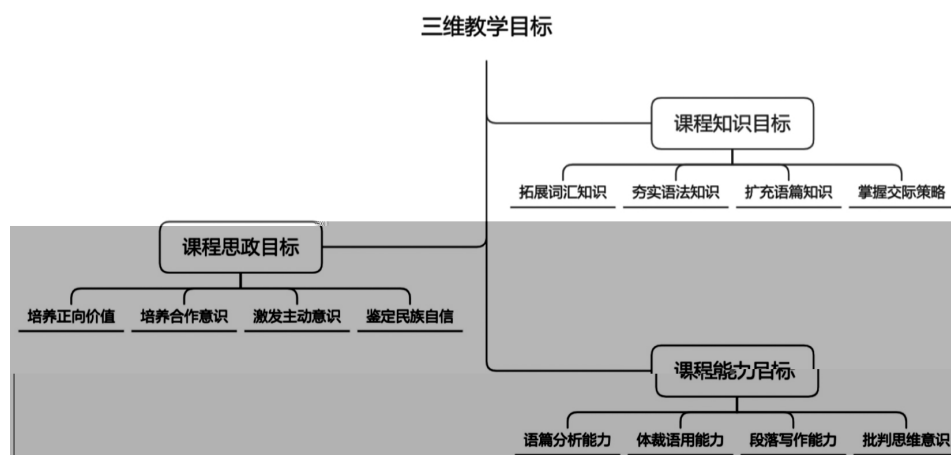 三维教学目标
课程知识目标
拓展词汇知识 夯实语法知识 扩充语篇知识 掌握交际策略
课程思政目标
培养正向价值 培养合作意识 激发主动意识 鉴定民族自信
课程能力目标
语篇分析能力 体裁语用能力 段落写作能力 批判思维意识